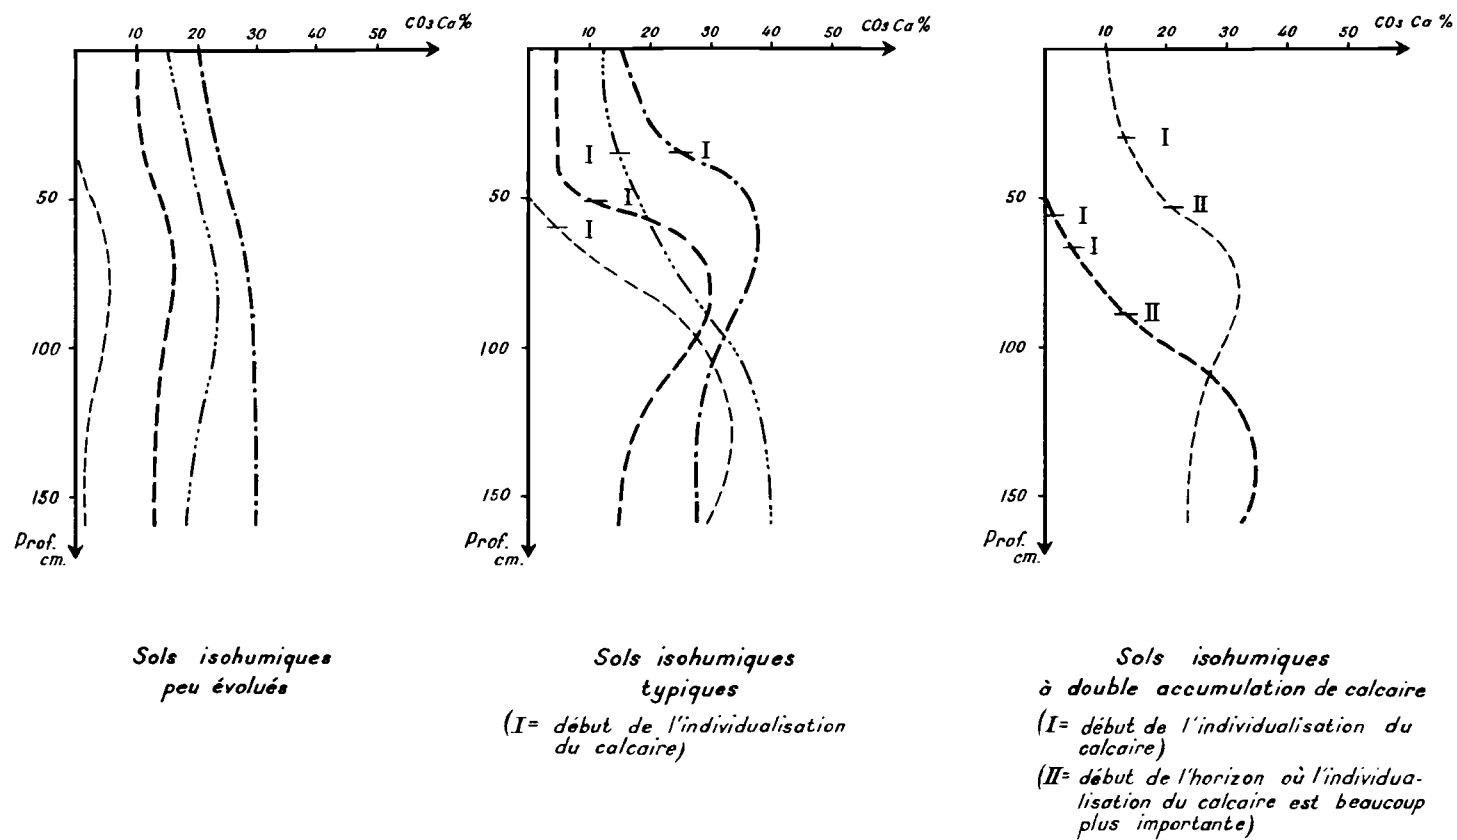 CO3 Ca %
10 20 30 40 50
50
100
150
Prof.
cm.
Sols isohumiques
peu évolués
CO3 Ca %
10 20 30 40 50
I
I
50
I
I
100
150
Prof.
cm.
Sols isohumiques
typiques
(I= début de l'individualisation
du calcaire)
CO3 Ca %
10 20 30 40 50
I
50
II
I
I
II
100
150
Prof.
cm.
Sols isohumiques
à double accumulation de calcaire
(I= début de l'individualisation du
calcaire)
(II= début de l'horizon où l'individua-
lisation du calcaire est beaucoup
plus importante)